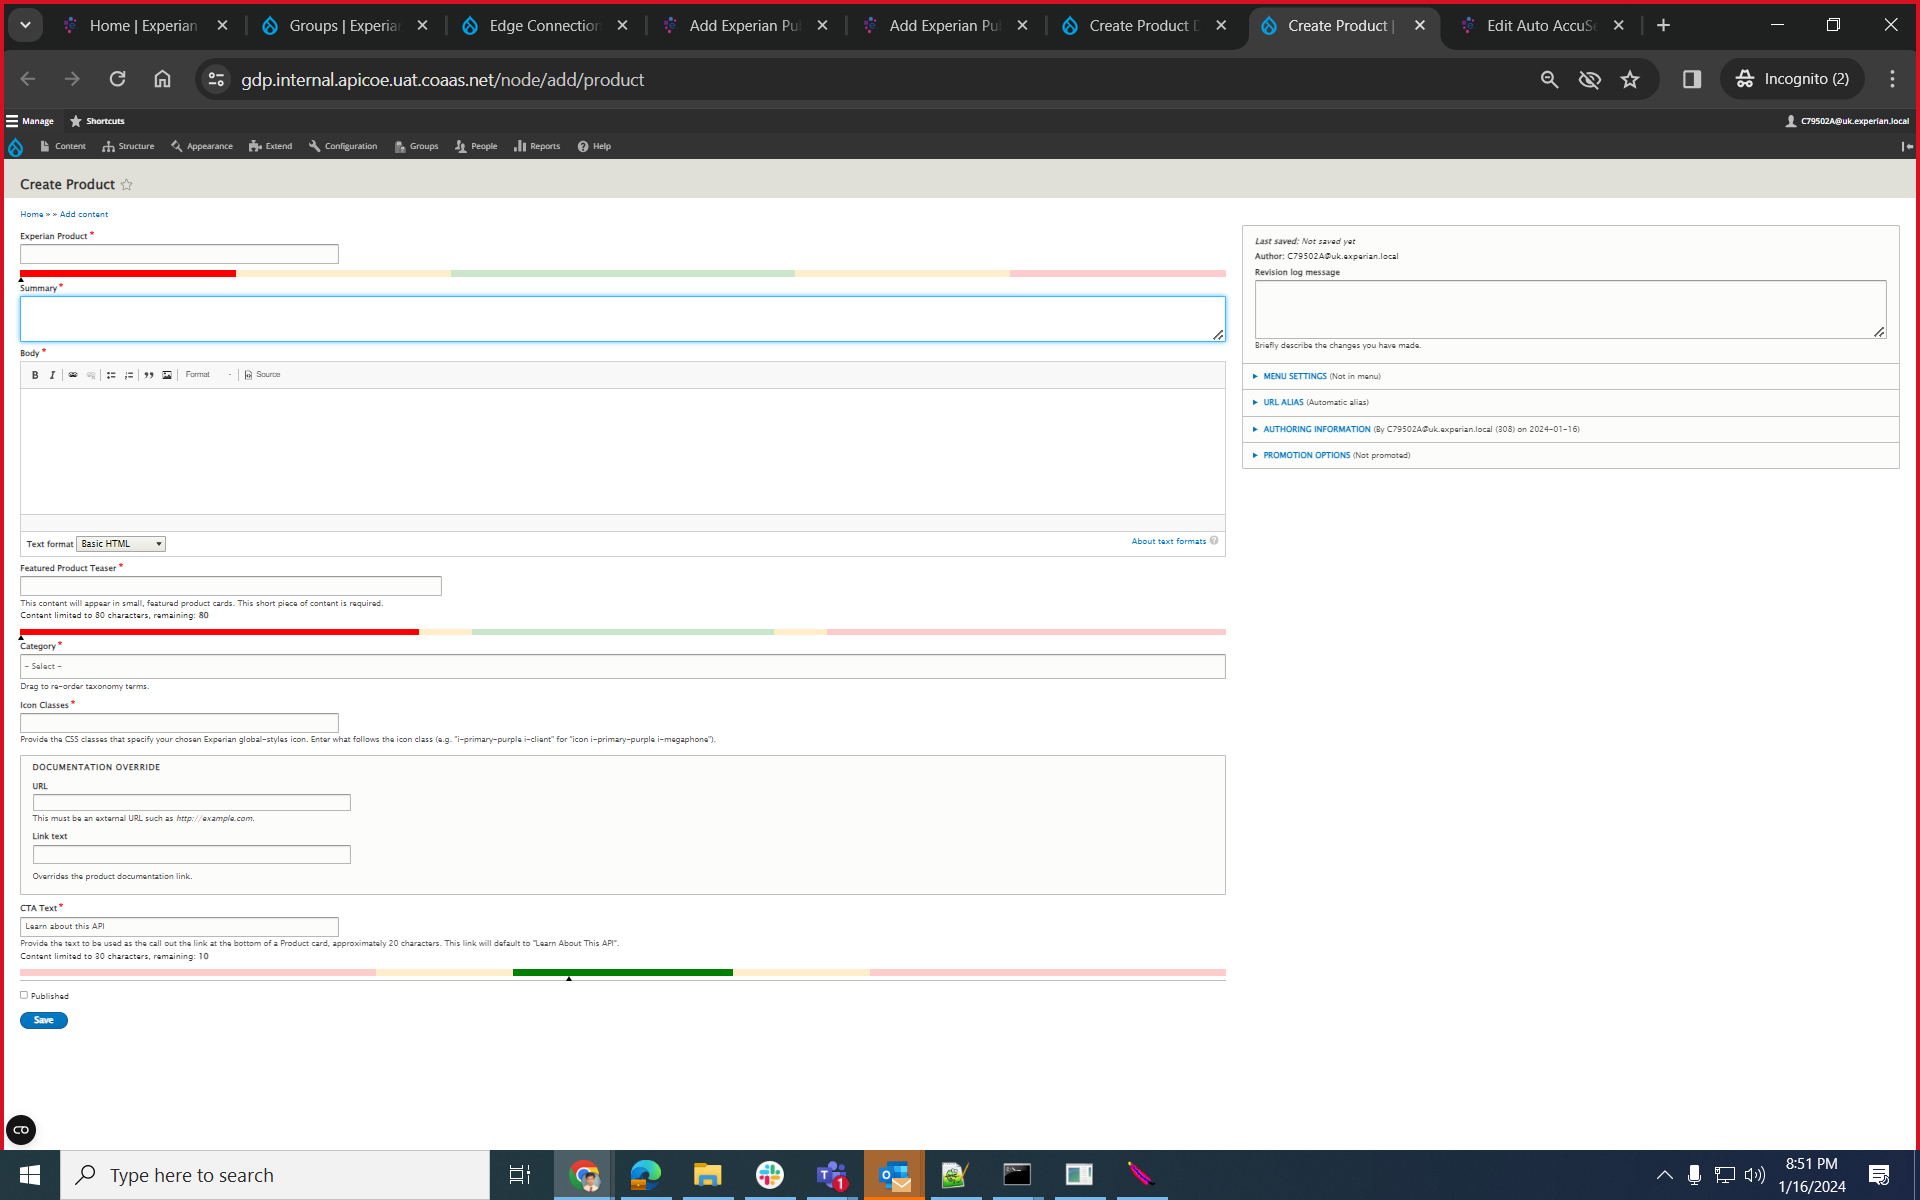 Home | Experian
Groups | Experian
Edge Connection
Add Experian Pu
Add Experian Pu
Create Product D
Create Product |
Edit Auto AccuSe
gdp.internal.apicoe.uat.coaas.net/node/add/product
Incognito (2)
Manage
Shortcuts
C79502A@uk.experian.local
Content
Structure
Appearance
Extend
Configuration
Groups
People
Reports
Help
Create Product
Home » » Add content
Experian Product *
Summary *
Body *
B I Format Source
Text format Basic HTML
About text formats
Featured Product Teaser *
This content will appear in small, featured product cards. This short piece of content is required.
Content limited to 80 characters, remaining: 80
Category *
- Select -
Drag to re-order taxonomy terms.
Icon Classes *
Provide the CSS classes that specify your chosen Experian global-styles icon. Enter what follows the icon class (e.g. "i-primary-purple i-client" for "icon i-primary-purple i-megaphone").
DOCUMENTATION OVERRIDE
URL
This must be an external URL such as http://example.com.
Link text
Overrides the product documentation link.
CTA Text *
Learn about this API
Provide the text to be used as the call out the link at the bottom of a Product card, approximately 20 characters. This link will default to "Learn About This API".
Content limited to 30 characters, remaining: 10
Published
Save
Last saved: Not saved yet
Author: C79502A@uk.experian.local
Revision log message
Briefly describe the changes you have made.
MENU SETTINGS (Not in menu)
URL ALIAS (Automatic alias)
AUTHORING INFORMATION (By C79502A@uk.experian.local (308) on 2024-01-16)
PROMOTION OPTIONS (Not promoted)
Type here to search
1
8:51 PM
1/16/2024